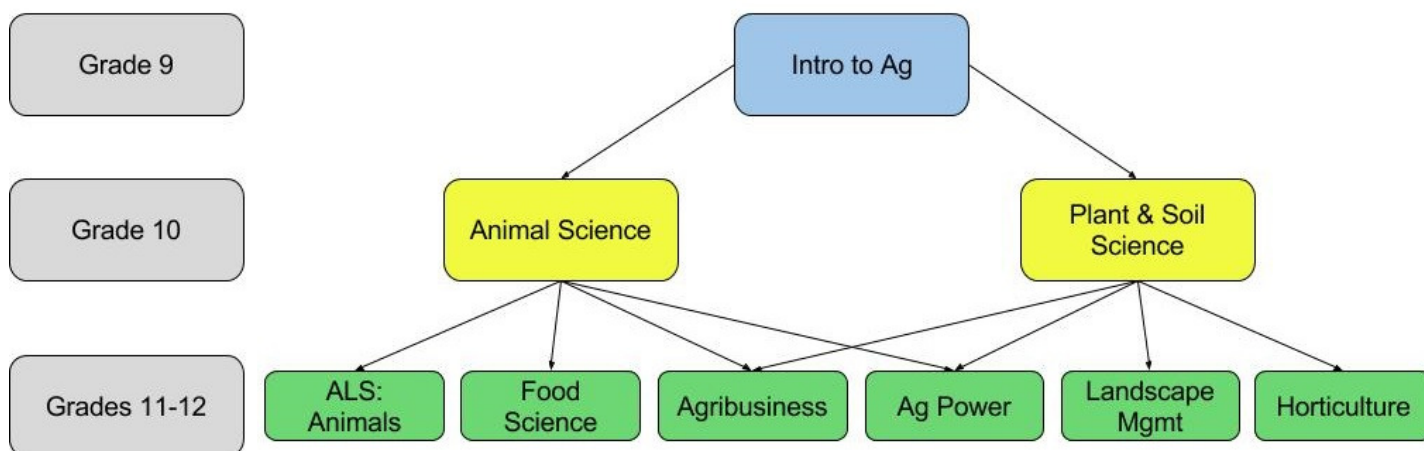 Grade 9
Intro to Ag
Grade 10
Animal Science
Plant & Soil
Science
Grades 11-12
ALS:
Animals
Food
Science
Agribusiness
Ag Power
Landscape
Mgmt
Horticulture